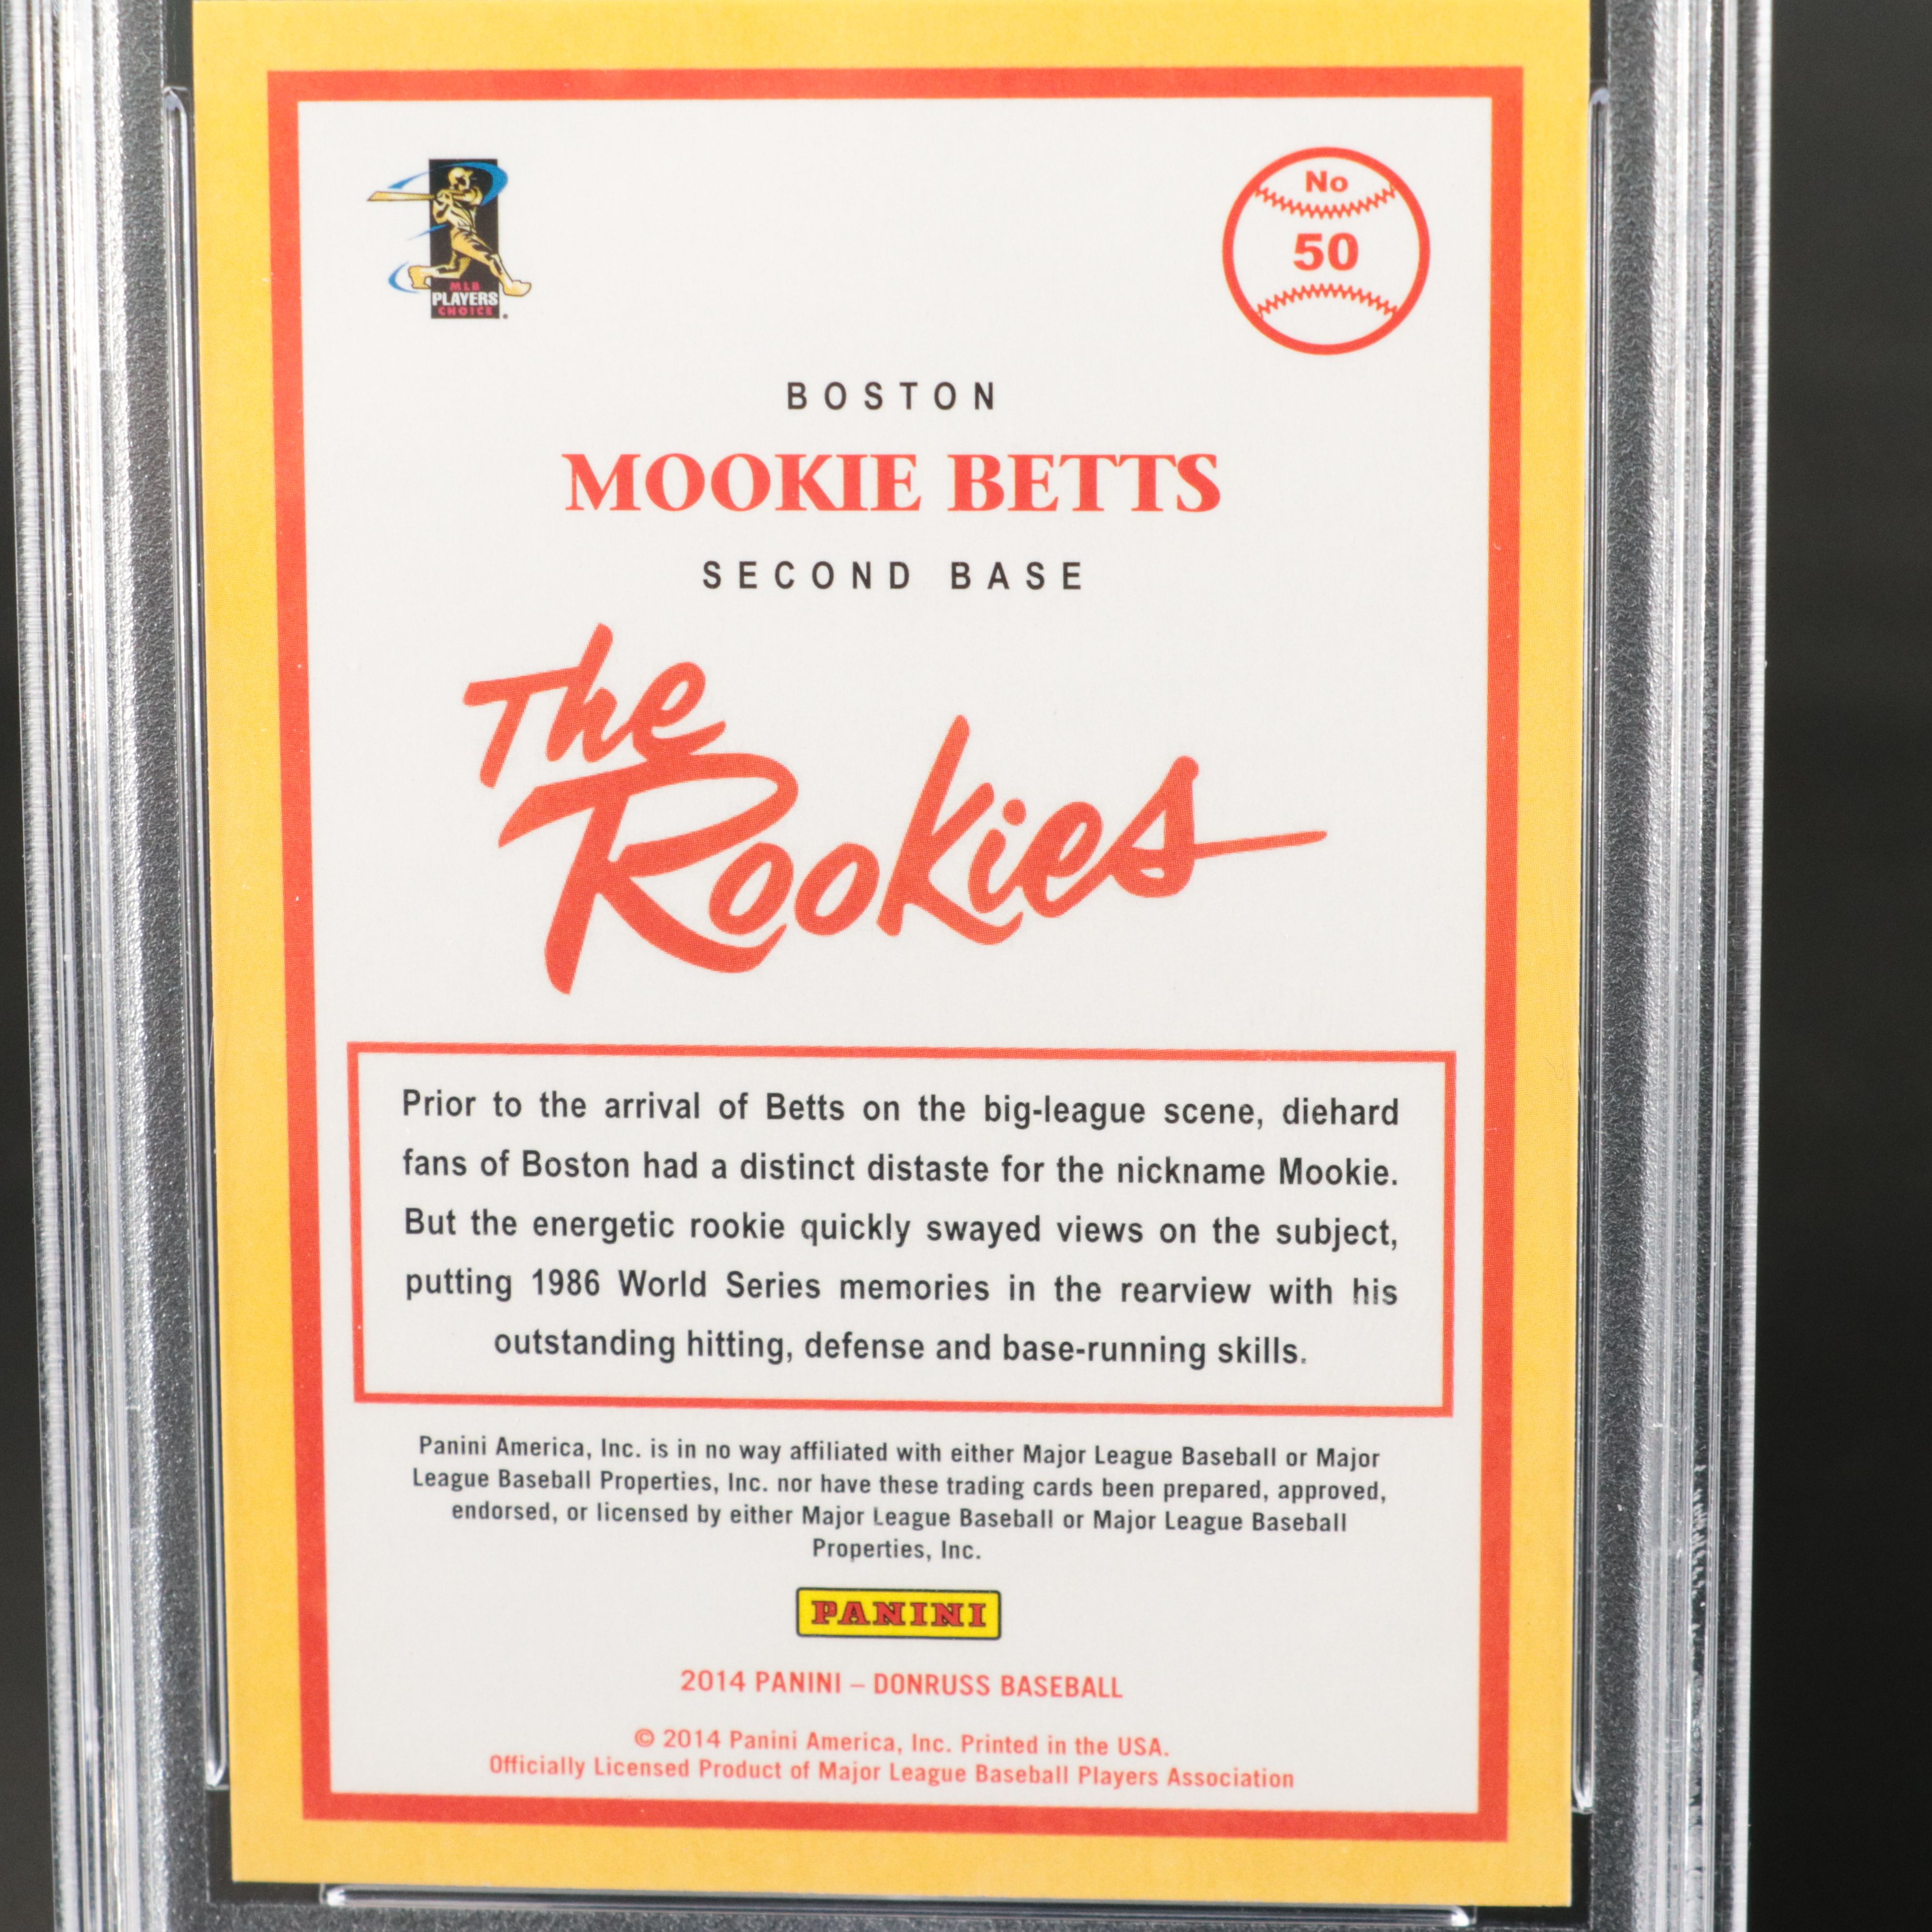 MLB
PLAYERS
CHOICE
No
50
BOSTON
MOOKIE BETTS
SECOND BASE
The
Rookies
Prior to the arrival of Betts on the big-league scene, diehard
fans of Boston had a distinct distaste for the nickname Mookie.
But the energetic rookie quickly swayed views on the subject,
putting 1986 World Series memories in the rearview with his
outstanding hitting, defense and base-running skills.
Panini America, Inc. is in no way affiliated with either Major League Baseball or Major
League Baseball Properties, Inc. nor have these trading cards been prepared, approved,
endorsed, or licensed by either Major League Baseball or Major League Baseball
Properties, Inc.
PANINI
2014 PANINI – DONRUSS BASEBALL
© 2014 Panini America, Inc. Printed in the USA.
Officially Licensed Product of Major League Baseball Players Association